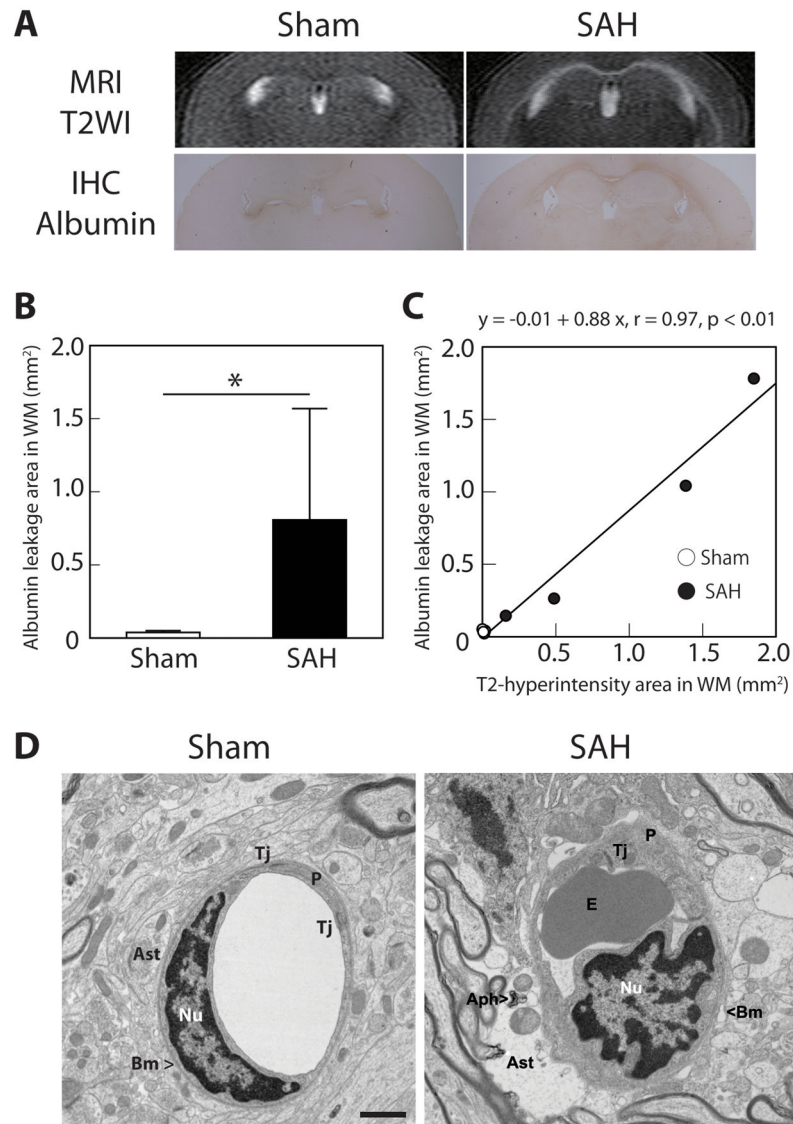 A
Sham SAH
MRI
T2WI
IHC
Albumin
B
Albumin leakage area in WM (mm²)
2.0
1.5
1.0
0.5
0
*
Sham SAH
C
y = -0.01 + 0.88 x, r = 0.97, p < 0.01
Albumin leakage area in WM (mm²)
2.0
1.5
1.0
0.5
0
Sham
SAH
0.5 1.0 1.5 2.0
T2-hyperintensity area in WM (mm²)
D
Sham SAH
Tj
P
Tj
Ast
Nu
Bm >
P
Tj
E
Nu
Aph>
<Bm
Ast